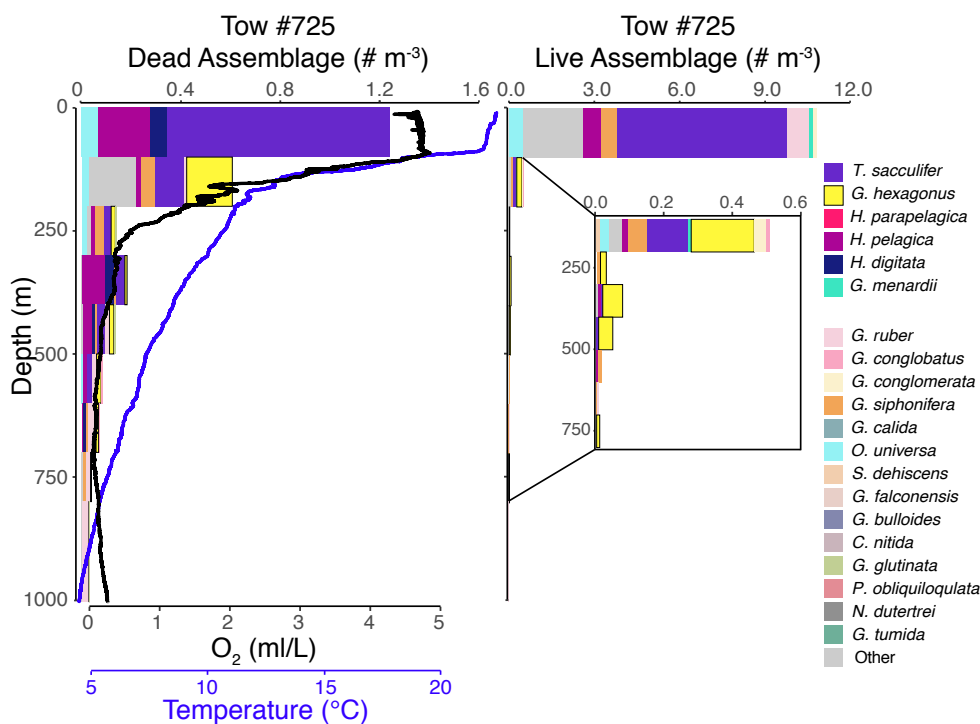 Tow #725
Dead Assemblage (# m-3)
0 0.4 0.8 1.2 1.6
Tow #725
Live Assemblage (# m-3)
0.0 3.0 6.0 9.0 12.0
Depth (m)
0
250
500
750
1000
0.0 0.2 0.4 0.6
250
500
750
0 1 2 3 4 5
O2 (ml/L)
5 10 15 20
Temperature (°C)
T. sacculifer
G. hexagonus
H. parapelagica
H. pelagica
H. digitata
G. menardii
G. ruber
G. conglobatus
G. conglomerata
G. siphonifera
G. calida
O. universa
S. dehiscens
G. falconensis
G. bulloides
C. nitida
G. glutinata
P. obliquiloqulata
N. dutertrei
G. tumida
Other